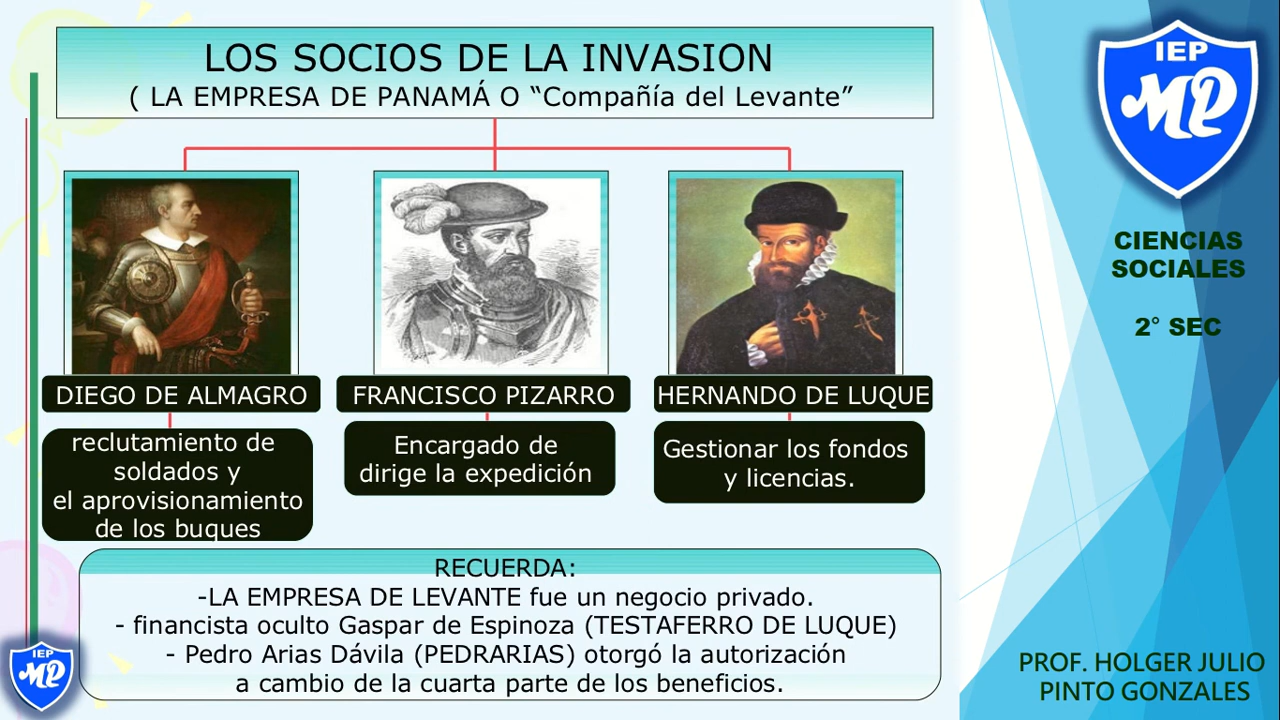 LOS SOCIOS DE LA INVASION
( LA EMPRESA DE PANAMÁ O “Compañía del Levante”
DIEGO DE ALMAGRO
reclutamiento de
soldados y
el aprovisionamiento
de los buques
FRANCISCO PIZARRO
Encargado de
dirige la expedición
HERNANDO DE LUQUE
Gestionar los fondos
y licencias.
RECUERDA:
-LA EMPRESA DE LEVANTE fue un negocio privado.
- financista oculto Gaspar de Espinoza (TESTAFERRO DE LUQUE)
- Pedro Arias Dávila (PEDRARIAS) otorgó la autorización
a cambio de la cuarta parte de los beneficios.
IEP
MP
CIENCIAS
SOCIALES
2° SEC
PROF. HOLGER JULIO
PINTO GONZALES
IEP
MP